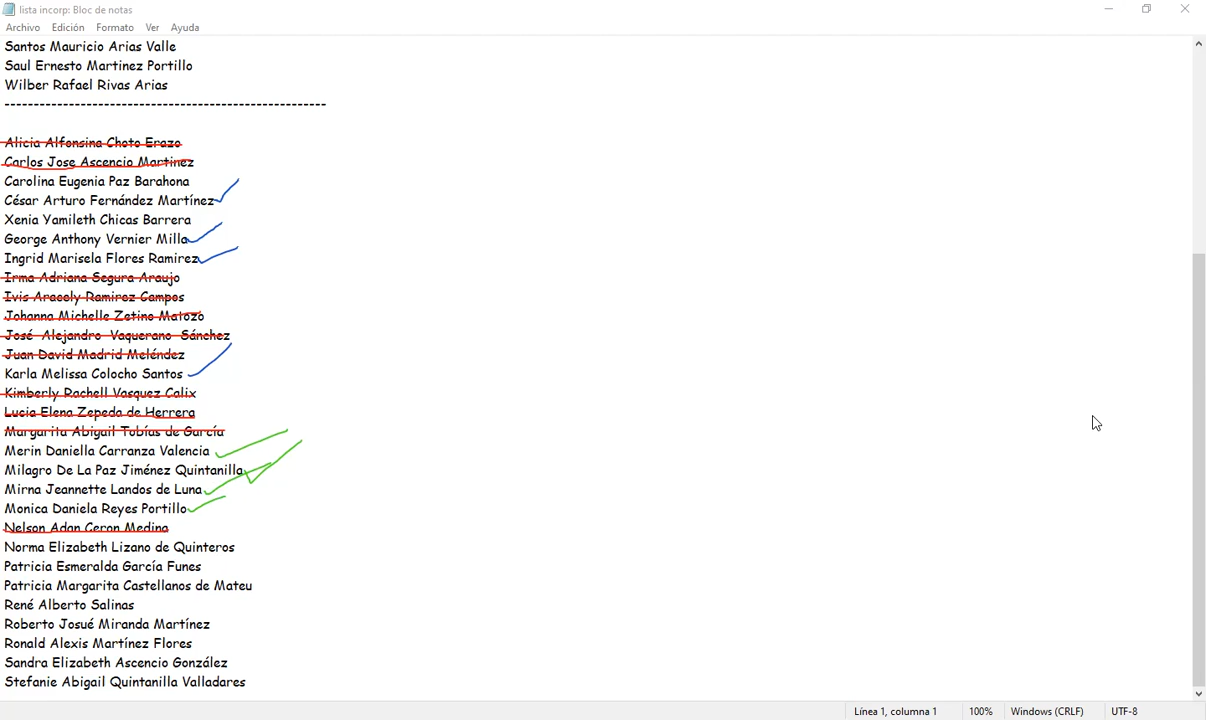 lista incorp: Bloc de notas
Archivo Edición Formato Ver Ayuda
Santos Mauricio Arias Valle
Saul Ernesto Martinez Portillo
Wilber Rafael Rivas Arias
-------------------------------------------------------
Alicia Alfonsina Choto Erazo
Carlos Jose Ascencio Martinez
Carolina Eugenia Paz Barahona
César Arturo Fernández Martínez
Xenia Yamileth Chicas Barrera
George Anthony Vernier Milla
Ingrid Marisela Flores Ramirez
Irma Adriana Segura Araujo
Ivis Aracely Ramirez Campos
Johanna Michelle Zetino Matozo
José Alejandro Vaquerano Sánchez
Juan David Madrid Meléndez
Karla Melissa Colocho Santos
Kimberly Rachell Vasquez Calix
Lucia Elena Zepeda de Herrera
Margarita Abigail Tobías de García
Merin Daniella Carranza Valencia
Milagro De La Paz Jiménez Quintanilla
Mirna Jeannette Landos de Luna
Monica Daniela Reyes Portillo
Nelson Adan Ceron Medina
Norma Elizabeth Lizano de Quinteros
Patricia Esmeralda García Funes
Patricia Margarita Castellanos de Mateu
René Alberto Salinas
Roberto Josué Miranda Martínez
Ronald Alexis Martínez Flores
Sandra Elizabeth Ascencio González
Stefanie Abigail Quintanilla Valladares
Línea 1, columna 1 100% Windows (CRLF) UTF-8